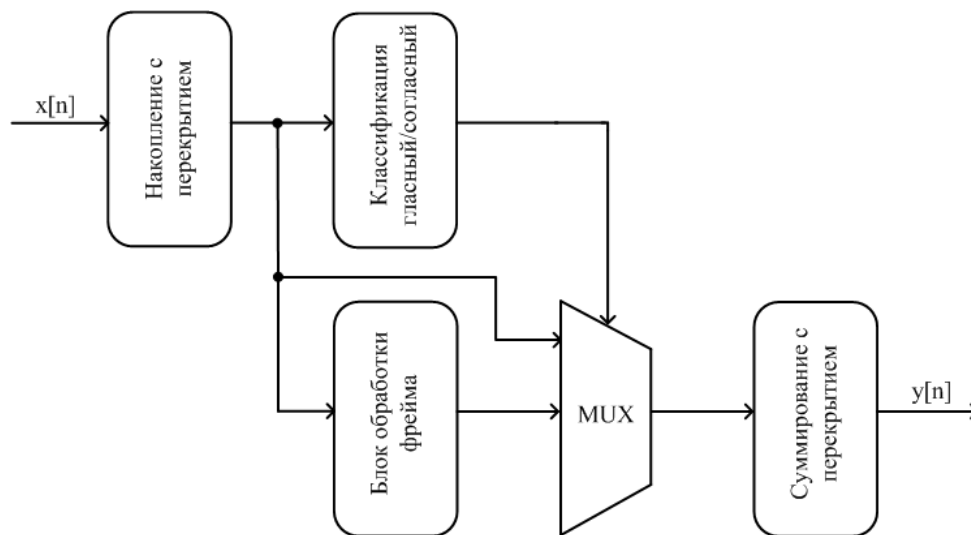 x[n]
Накопление с
перекрытием
Классификация
гласный/согласный
Блок обработки
фрейма
MUX
Суммирование с
перекрытием
y[n]